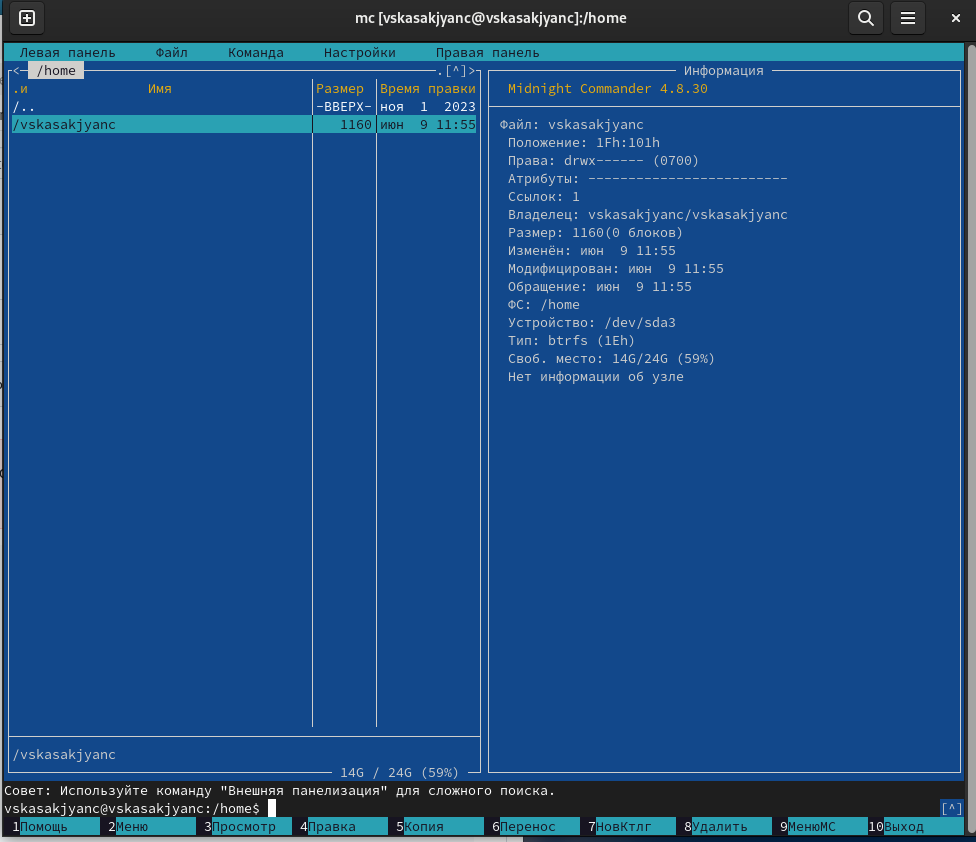 mc [vskasakjyanc@vskasakjyanc]:/home
Левая панель Файл Команда Настройки Правая панель
<─ /home .[^]>
.и Имя Размер Время правки
/.. -ВВЕРХ- ноя 1 2023
/vskasakjyanc 1160 июн 9 11:55
/vskasakjyanc
14G / 24G (59%)
Информация
Midnight Commander 4.8.30
Файл: vskasakjyanc
Положение: 1Fh:101h
Права: drwx------ (0700)
Атрибуты: -------------------------
Ссылок: 1
Владелец: vskasakjyanc/vskasakjyanc
Размер: 1160(0 блоков)
Изменён: июн 9 11:55
Модифицирован: июн 9 11:55
Обращение: июн 9 11:55
ФС: /home
Устройство: /dev/sda3
Тип: btrfs (1Eh)
Своб. место: 14G/24G (59%)
Нет информации об узле
Совет: Используйте команду "Внешняя панелизация" для сложного поиска.
vskasakjyanc@vskasakjyanc:/home$ [^]
1Помощь 2Меню 3Просмотр 4Правка 5Копия 6Перенос 7НовКтлг 8Удалить 9МенюМС 10Выход